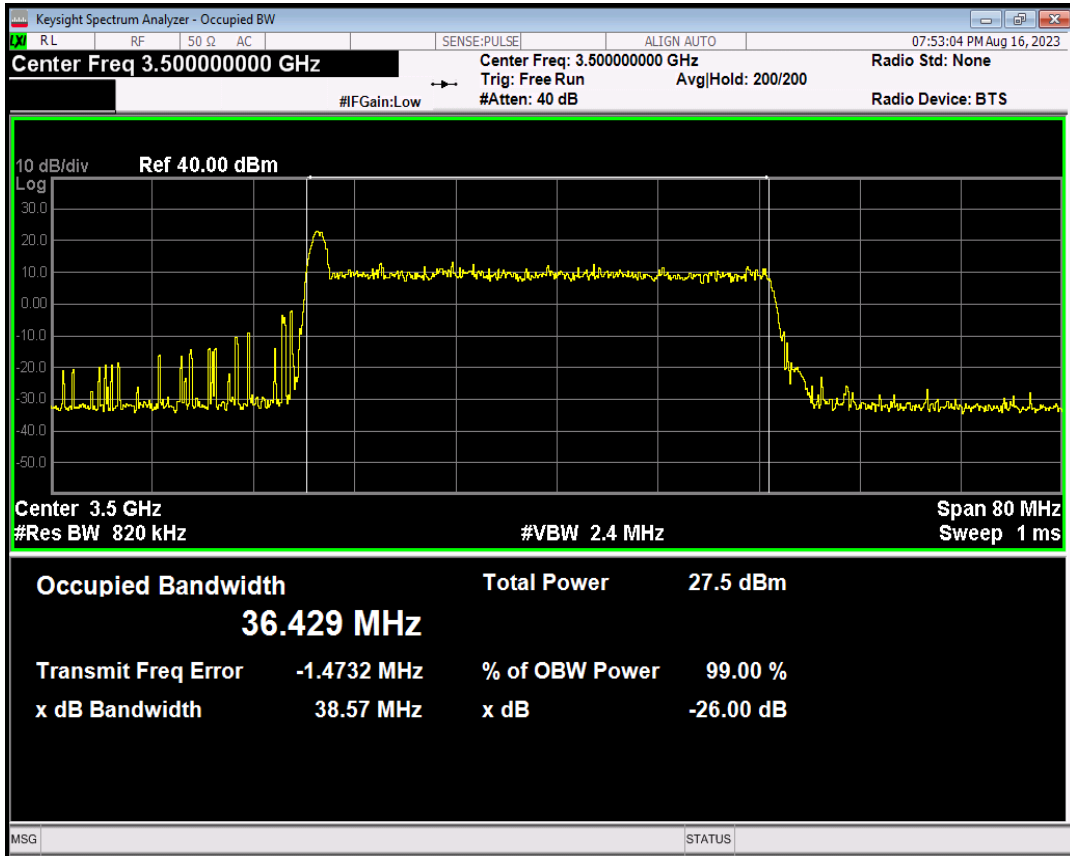 Keysight Spectrum Analyzer - Occupied BW
LXI RL RF 50 Ω AC SENSE:PULSE ALIGN AUTO 07:53:04 PM Aug 16, 2023
Center Freq 3.500000000 GHz Center Freq: 3.500000000 GHz Radio Std: None
Trig: Free Run Avg|Hold: 200/200
#IFGain:Low #Atten: 40 dB Radio Device: BTS
10 dB/div Ref 40.00 dBm
Log
30.0
20.0
10.0
0.00
-10.0
-20.0
-30.0
-40.0
-50.0
Center 3.5 GHz Span 80 MHz
#Res BW 820 kHz #VBW 2.4 MHz Sweep 1 ms
Occupied Bandwidth Total Power 27.5 dBm
36.429 MHz
Transmit Freq Error -1.4732 MHz % of OBW Power 99.00 %
x dB Bandwidth 38.57 MHz x dB -26.00 dB
MSG STATUS